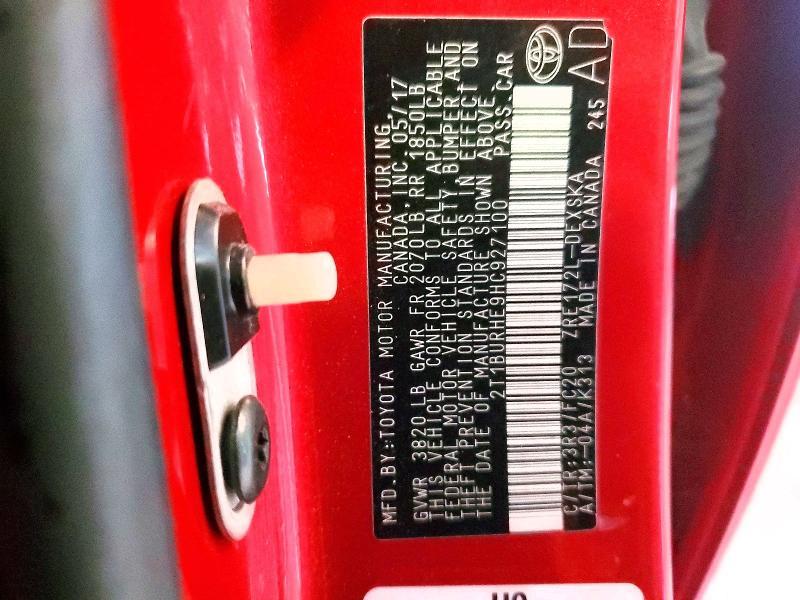 MFD. BY: TOYOTA MOTOR MANUFACTURING
CANADA, INC. 05/17
GVWR 3820 LB GAWR FR 2070LB, RR 1850LB
THIS VEHICLE CONFORMS TO ALL APPLICABLE
FEDERAL MOTOR VEHICLE SAFETY, BUMPER, AND
THEFT PREVENTION STANDARDS IN EFFECT ON
THE DATE OF MANUFACTURE SHOWN ABOVE.
2T1BURHE9HC927100 PASS. CAR
C/TR:3R3/FC20 ZRE172L-DEXSKA
A/TM:-04A/K313 MADE IN CANADA 245
AD